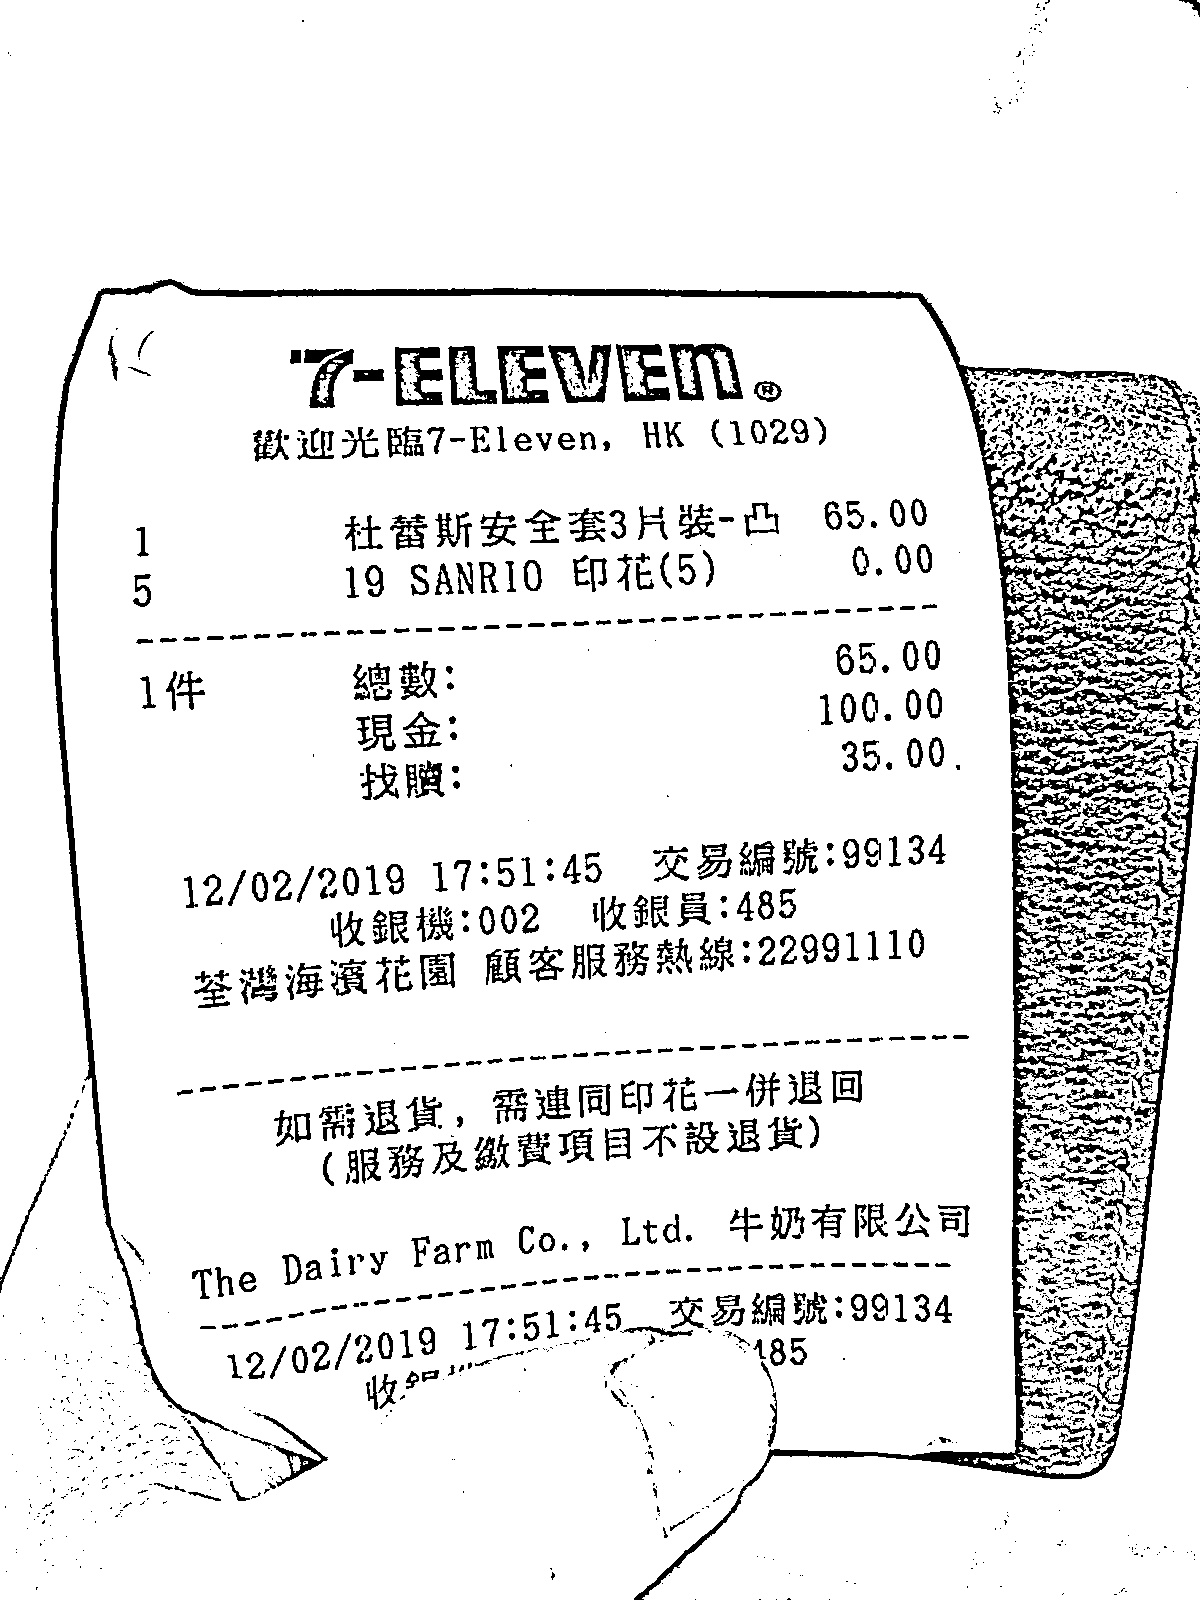 7-ELEVEN®
歡迎光臨7-Eleven, HK (1029)
1 杜蕾斯安全套3片裝-凸 65.00
5 19 SANRIO 印花(5) 0.00
1件 總數: 65.00
現金: 100.00
找贖: 35.00
12/02/2019 17:51:45 交易編號:99134
收銀機:002 收銀員:485
荃灣海濱花園 顧客服務熱線:22991110
如需退貨, 需連同印花一併退回
(服務及繳費項目不設退貨)
The Dairy Farm Co., Ltd. 牛奶有限公司
12/02/2019 17:51:45 交易編號:99134
收 485